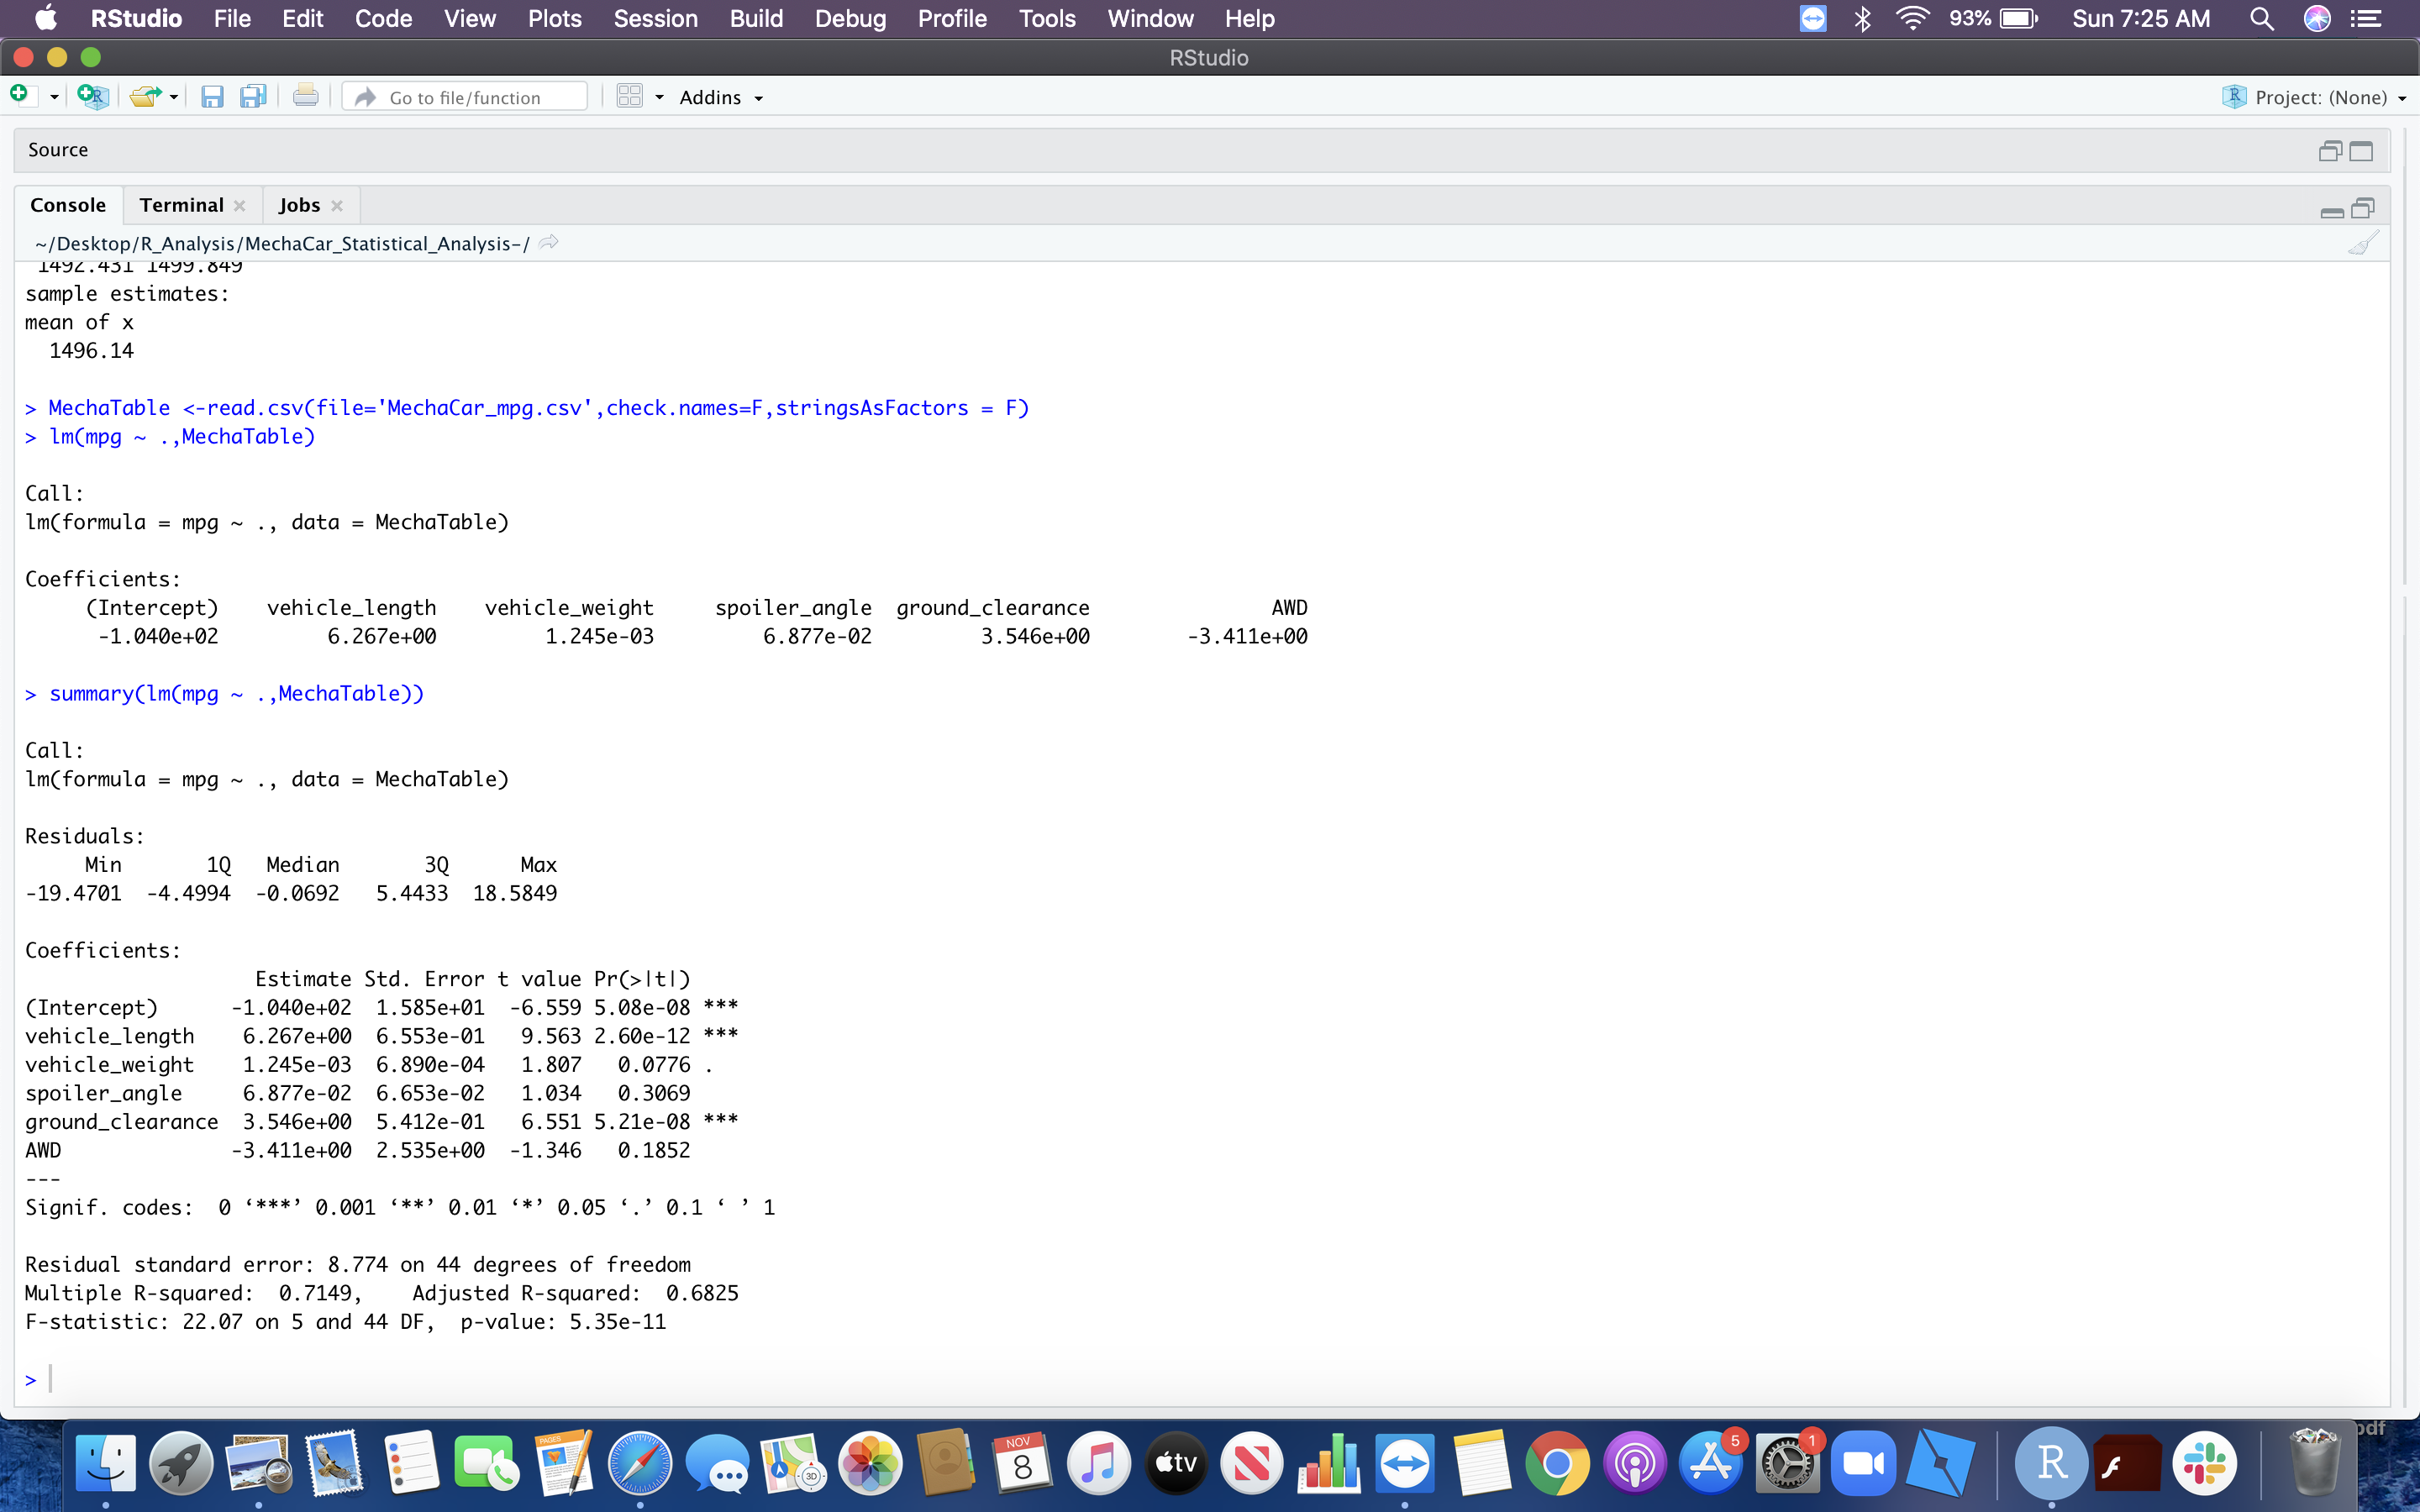 RStudio File Edit Code View Plots Session Build Debug Profile Tools Window Help 93% Sun 7:25 AM
RStudio
Go to file/function Addins Project: (None)
Source
Console Terminal Jobs
~/Desktop/R_Analysis/MechaCar_Statistical_Analysis-/
1492.431 1499.849
sample estimates:
mean of x
1496.14
> MechaTable <-read.csv(file='MechaCar_mpg.csv',check.names=F,stringsAsFactors = F)
> lm(mpg ~ .,MechaTable)
Call:
lm(formula = mpg ~ ., data = MechaTable)
Coefficients:
(Intercept) vehicle_length vehicle_weight spoiler_angle ground_clearance AWD
-1.040e+02 6.267e+00 1.245e-03 6.877e-02 3.546e+00 -3.411e+00
> summary(lm(mpg ~ .,MechaTable))
Call:
lm(formula = mpg ~ ., data = MechaTable)
Residuals:
Min 1Q Median 3Q Max
-19.4701 -4.4994 -0.0692 5.4433 18.5849
Coefficients:
Estimate Std. Error t value Pr(>|t|)
(Intercept) -1.040e+02 1.585e+01 -6.559 5.08e-08 ***
vehicle_length 6.267e+00 6.553e-01 9.563 2.60e-12 ***
vehicle_weight 1.245e-03 6.890e-04 1.807 0.0776 .
spoiler_angle 6.877e-02 6.653e-02 1.034 0.3069
ground_clearance 3.546e+00 5.412e-01 6.551 5.21e-08 ***
AWD -3.411e+00 2.535e+00 -1.346 0.1852
---
Signif. codes: 0 ‘***’ 0.001 ‘**’ 0.01 ‘*’ 0.05 ‘.’ 0.1 ‘ ’ 1
Residual standard error: 8.774 on 44 degrees of freedom
Multiple R-squared: 0.7149, Adjusted R-squared: 0.6825
F-statistic: 22.07 on 5 and 44 DF, p-value: 5.35e-11
>
pdf
PAGES 3D NOV 8 tv 5 1 R